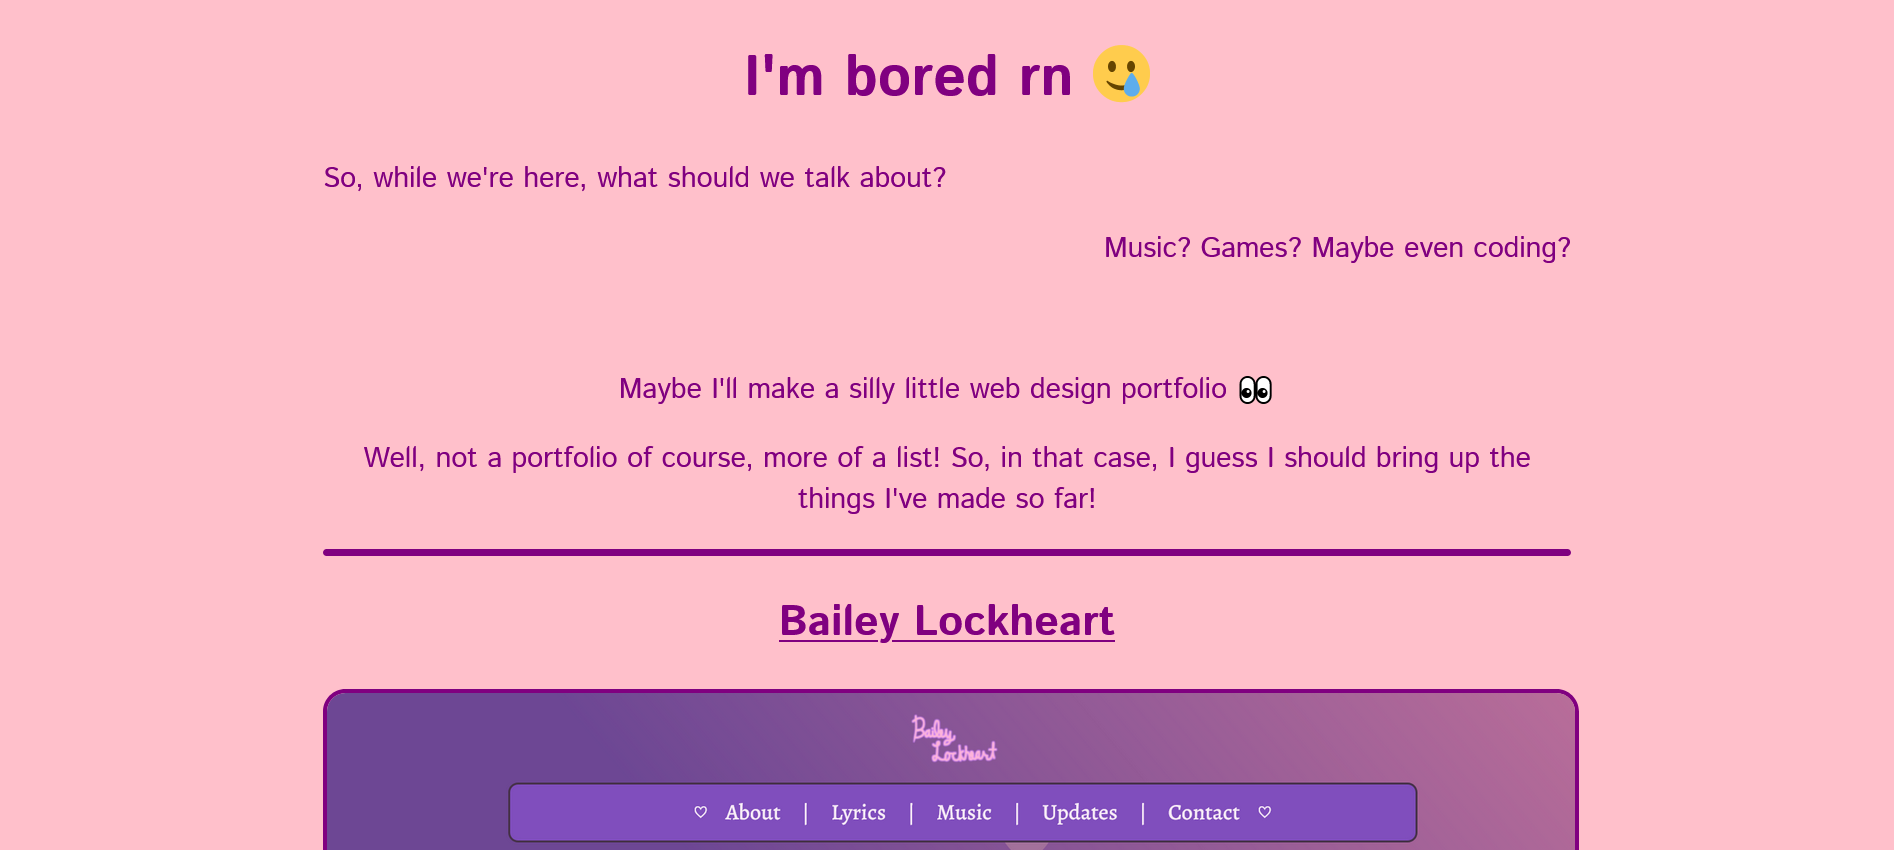 I'm bored rn 🥲
So, while we're here, what should we talk about?
Music? Games? Maybe even coding?
Maybe I'll make a silly little web design portfolio 👀
Well, not a portfolio of course, more of a list! So, in that case, I guess I should bring up the
things I've made so far!
Bailey Lockheart
Bailey
Lockheart
♡ About | Lyrics | Music | Updates | Contact ♡